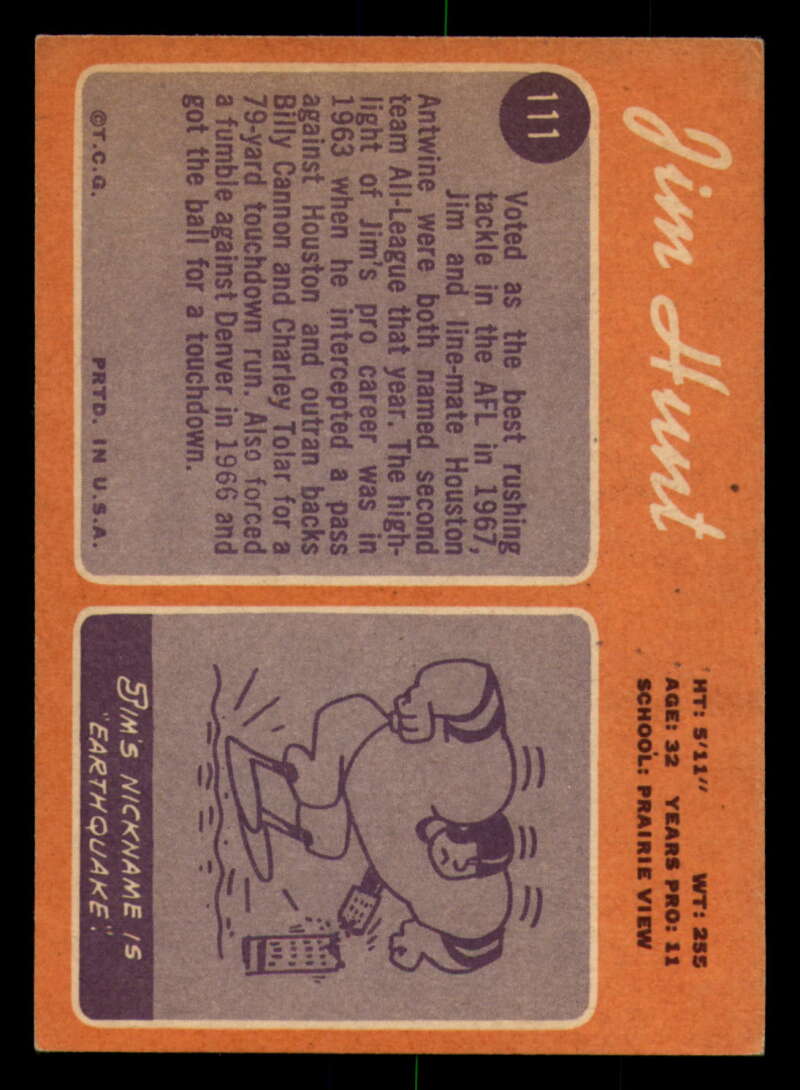 Jim Hunt
HT: 5'11" WT: 255
AGE: 32 YEARS PRO: 11
SCHOOL: PRAIRIE VIEW
111
Voted as the best rushing
tackle in the AFL in 1967,
Jim and line-mate Houston
Antwine were both named second
team All-League that year. The high-
light of Jim's pro career was in
1963 when he intercepted a pass
against Houston and outran backs
Billy Cannon and Charley Tolar for a
79-yard touchdown run. Also forced
a fumble against Denver in 1966 and
got the ball for a touchdown.
©T.C.G. PRTD. IN U.S.A.
JIM'S NICKNAME IS
"EARTHQUAKE."